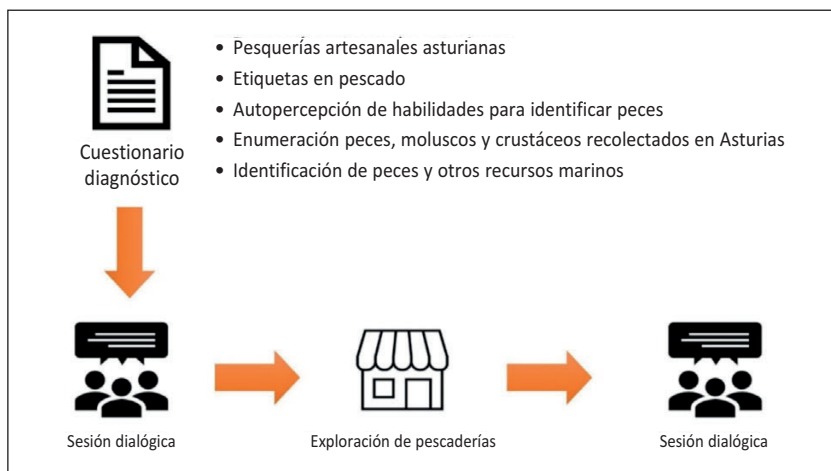 • Pesquerías artesanales asturianas
• Etiquetas en pescado
• Autopercepción de habilidades para identificar peces
• Enumeración peces, moluscos y crustáceos recolectados en Asturias
• Identificación de peces y otros recursos marinos
Cuestionario
diagnóstico
Sesión dialógica
Exploración de pescaderías
Sesión dialógica